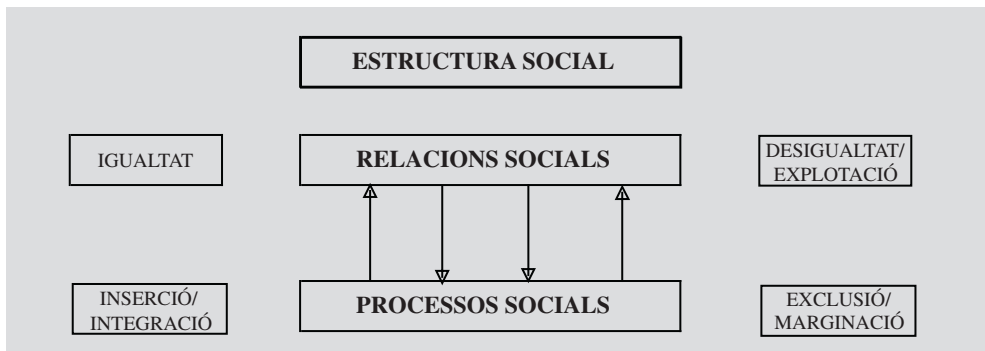 ESTRUCTURA SOCIAL
IGUALTAT
RELACIONS SOCIALS
DESIGUALTAT/
EXPLOTACIÓ
INSERCIÓ/
INTEGRACIÓ
PROCESSOS SOCIALS
EXCLUSIÓ/
MARGINACIÓ